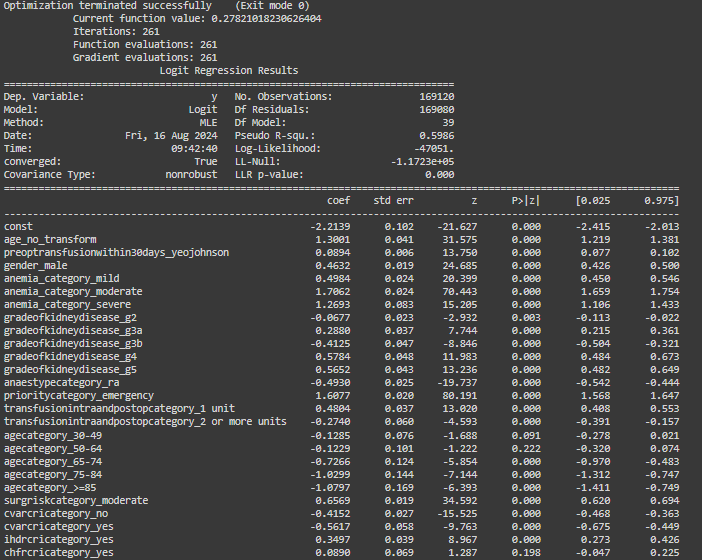 Optimization terminated successfully    (Exit mode 0)
            Current function value: 0.27821018230626404
            Iterations: 261
            Function evaluations: 261
            Gradient evaluations: 261
                           Logit Regression Results
==============================================================================
Dep. Variable:                      y   No. Observations:               169120
Model:                          Logit   Df Residuals:                   169080
Method:                           MLE   Df Model:                           39
Date:                Fri, 16 Aug 2024   Pseudo R-squ.:                  0.5986
Time:                        09:42:40   Log-Likelihood:                -47051.
converged:                       True   LL-Null:                   -1.1723e+05
Covariance Type:            nonrobust   LLR p-value:                     0.000
==============================================================================
coef    std err          z      P>|z|      [0.025      0.975]
------------------------------------------------------------------------------
const -2.2139 0.102 -21.627 0.000 -2.415 -2.013
age_no_transform 1.3001 0.041 31.575 0.000 1.219 1.381
preoptransfusionwithin30days_yeojohnson 0.0894 0.006 13.750 0.000 0.077 0.102
gender_male 0.4632 0.019 24.685 0.000 0.426 0.500
anemia_category_mild 0.4984 0.024 20.399 0.000 0.450 0.546
anemia_category_moderate 1.7062 0.024 70.443 0.000 1.659 1.754
anemia_category_severe 1.2693 0.083 15.205 0.000 1.106 1.433
gradeofkidneydisease_g2 -0.0677 0.023 -2.932 0.003 -0.113 -0.022
gradeofkidneydisease_g3a 0.2880 0.037 7.744 0.000 0.215 0.361
gradeofkidneydisease_g3b -0.4125 0.047 -8.846 0.000 -0.504 -0.321
gradeofkidneydisease_g4 0.5784 0.048 11.983 0.000 0.484 0.673
gradeofkidneydisease_g5 0.5652 0.043 13.236 0.000 0.482 0.649
anaestypecategory_ra -0.4930 0.025 -19.737 0.000 -0.542 -0.444
prioritycategory_emergency 1.6077 0.020 80.191 0.000 1.568 1.647
transfusionintraandpostopcategory_1 unit 0.4804 0.037 13.020 0.000 0.408 0.553
transfusionintraandpostopcategory_2 or more units -0.2740 0.060 -4.593 0.000 -0.391 -0.157
agecategory_30-49 -0.1285 0.076 -1.688 0.091 -0.278 0.021
agecategory_50-64 -0.1229 0.101 -1.222 0.222 -0.320 0.074
agecategory_65-74 -0.7266 0.124 -5.854 0.000 -0.970 -0.483
agecategory_75-84 -1.0299 0.144 -7.144 0.000 -1.312 -0.747
agecategory_>=85 -1.0797 0.169 -6.393 0.000 -1.411 -0.749
surgriskcategory_moderate 0.6569 0.019 34.592 0.000 0.620 0.694
cvarcricategory_no -0.4152 0.027 -15.525 0.000 -0.468 -0.363
cvarcricategory_yes -0.5617 0.058 -9.763 0.000 -0.675 -0.449
ihdrcricategory_yes 0.3497 0.039 8.967 0.000 0.273 0.426
chfrcricategory_yes 0.0890 0.069 1.287 0.198 -0.047 0.225